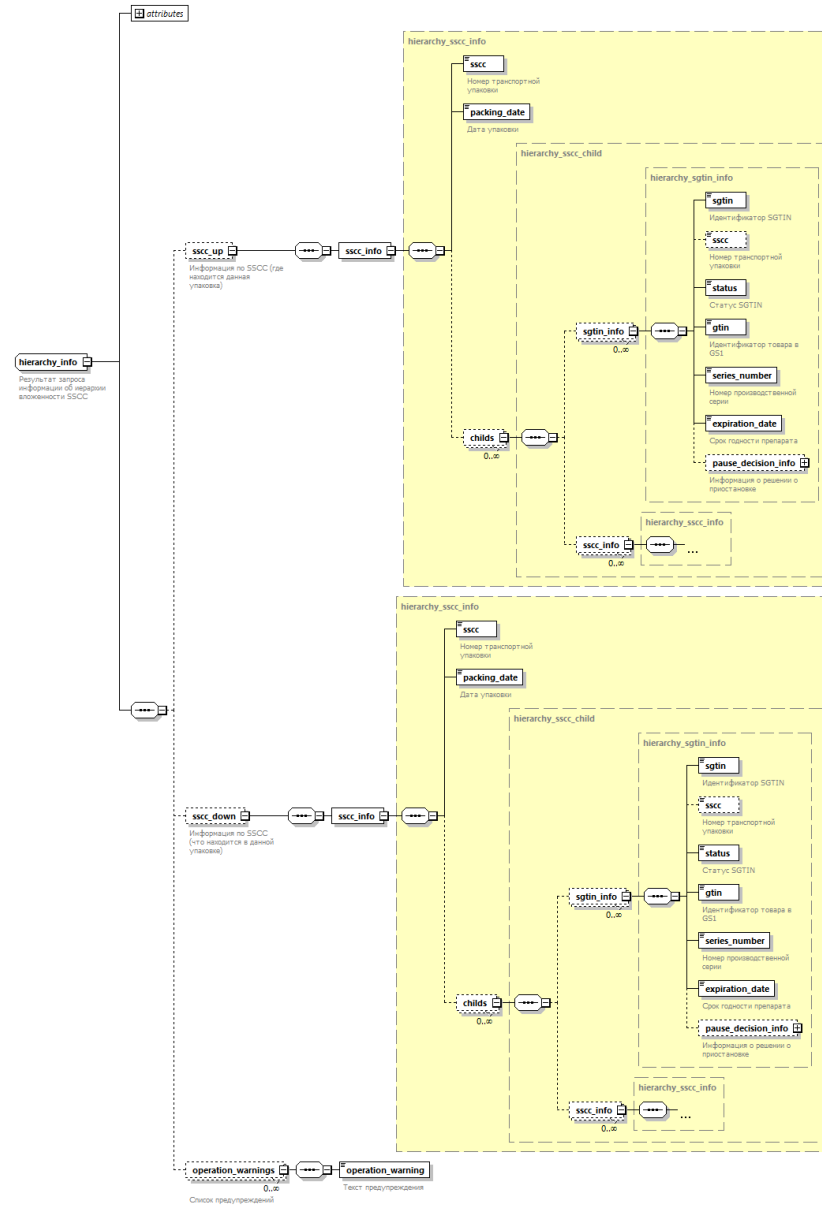 attributes
hierarchy_sscc_info
sscc
Номер транспортной
упаковки
packing_date
Дата упаковки
hierarchy_sscc_child
hierarchy_sgtin_info
sgtin
Идентификатор SGTIN
sscc
Номер транспортной
упаковки
status
Статус SGTIN
gtin
Идентификатор товара в
GS1
series_number
Номер производственной
серии
expiration_date
Срок годности препарата
pause_decision_info
Информация о решении о
приостановке
sscc_up
Информация по SSCC (где
находится данная
упаковка)
sscc_info
sgtin_info
0..∞
childs
0..∞
hierarchy_sscc_info
sscc_info
0..∞
...
hierarchy_info
Результат запроса
информации об иерархии
вложенности SSCC
hierarchy_sscc_info
sscc
Номер транспортной
упаковки
packing_date
Дата упаковки
hierarchy_sscc_child
hierarchy_sgtin_info
sgtin
Идентификатор SGTIN
sscc
Номер транспортной
упаковки
status
Статус SGTIN
gtin
Идентификатор товара в
GS1
series_number
Номер производственной
серии
expiration_date
Срок годности препарата
pause_decision_info
Информация о решении о
приостановке
sscc_down
Информация по SSCC
(что находится в данной
упаковке)
sscc_info
sgtin_info
0..∞
childs
0..∞
hierarchy_sscc_info
sscc_info
0..∞
...
operation_warnings
0..∞
Список предупреждений
operation_warning
Текст предупреждения